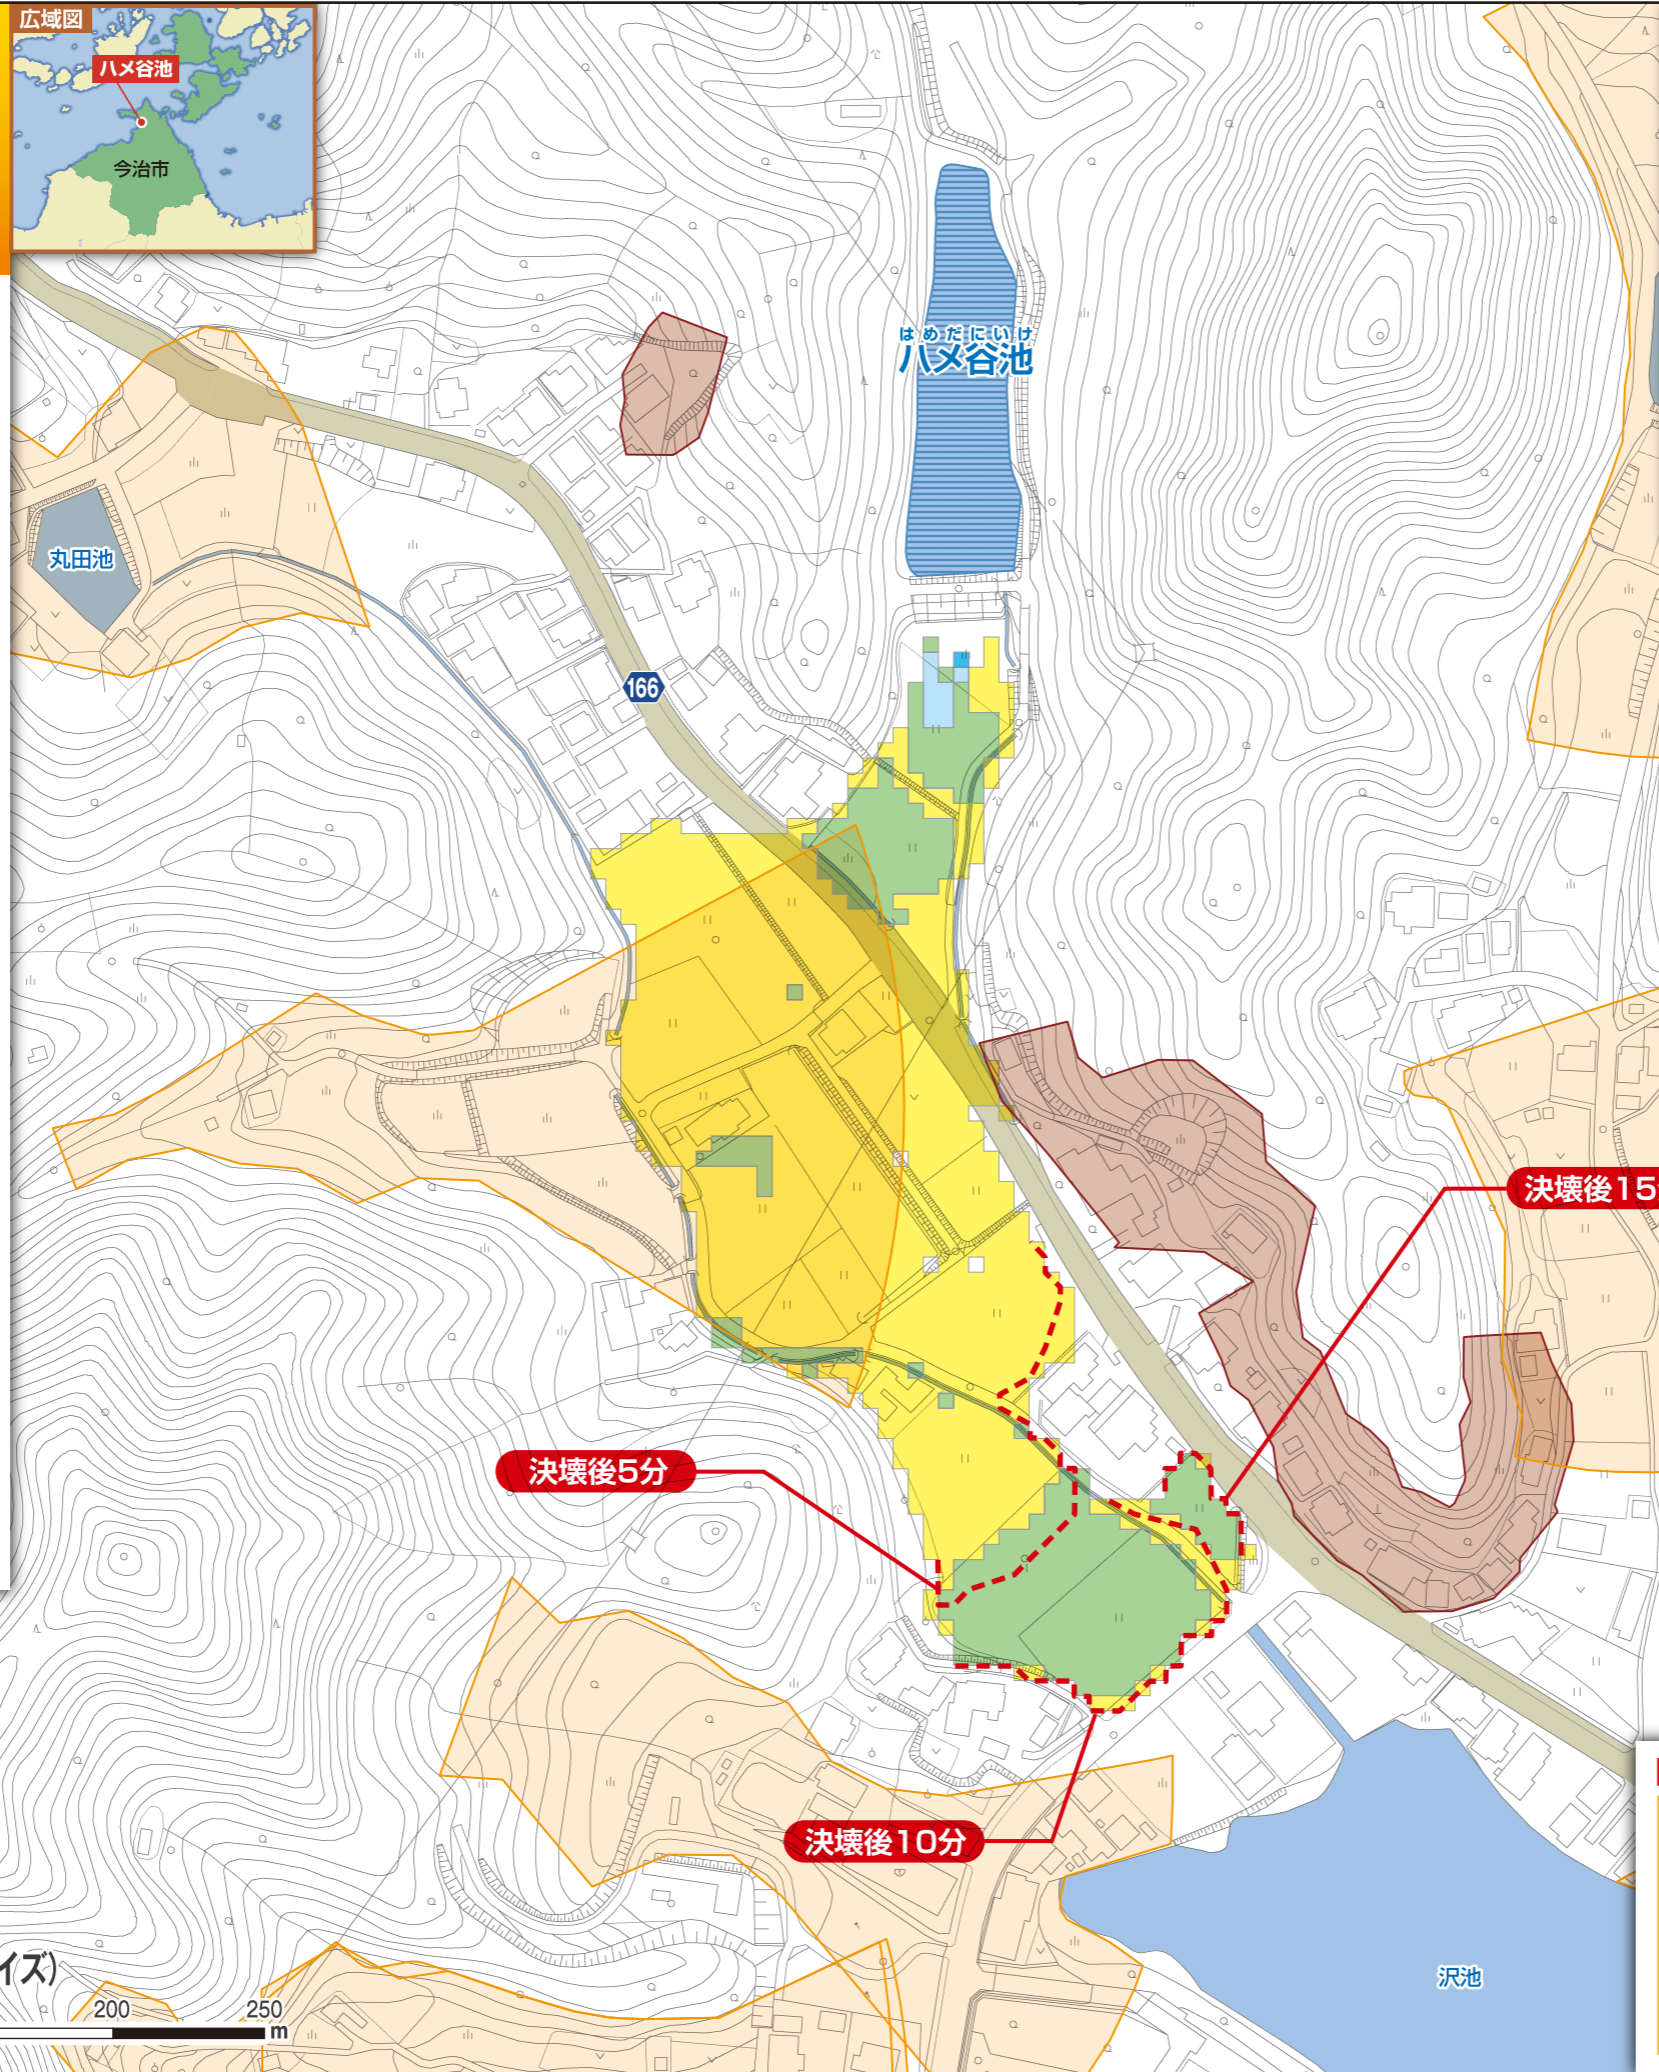 広域図
ハメ谷池
今治市
はめだにいけ
ハメ谷池
丸田池
166
決壊後15
決壊後5分
決壊後10分
沢池
イズ)
200
250
m